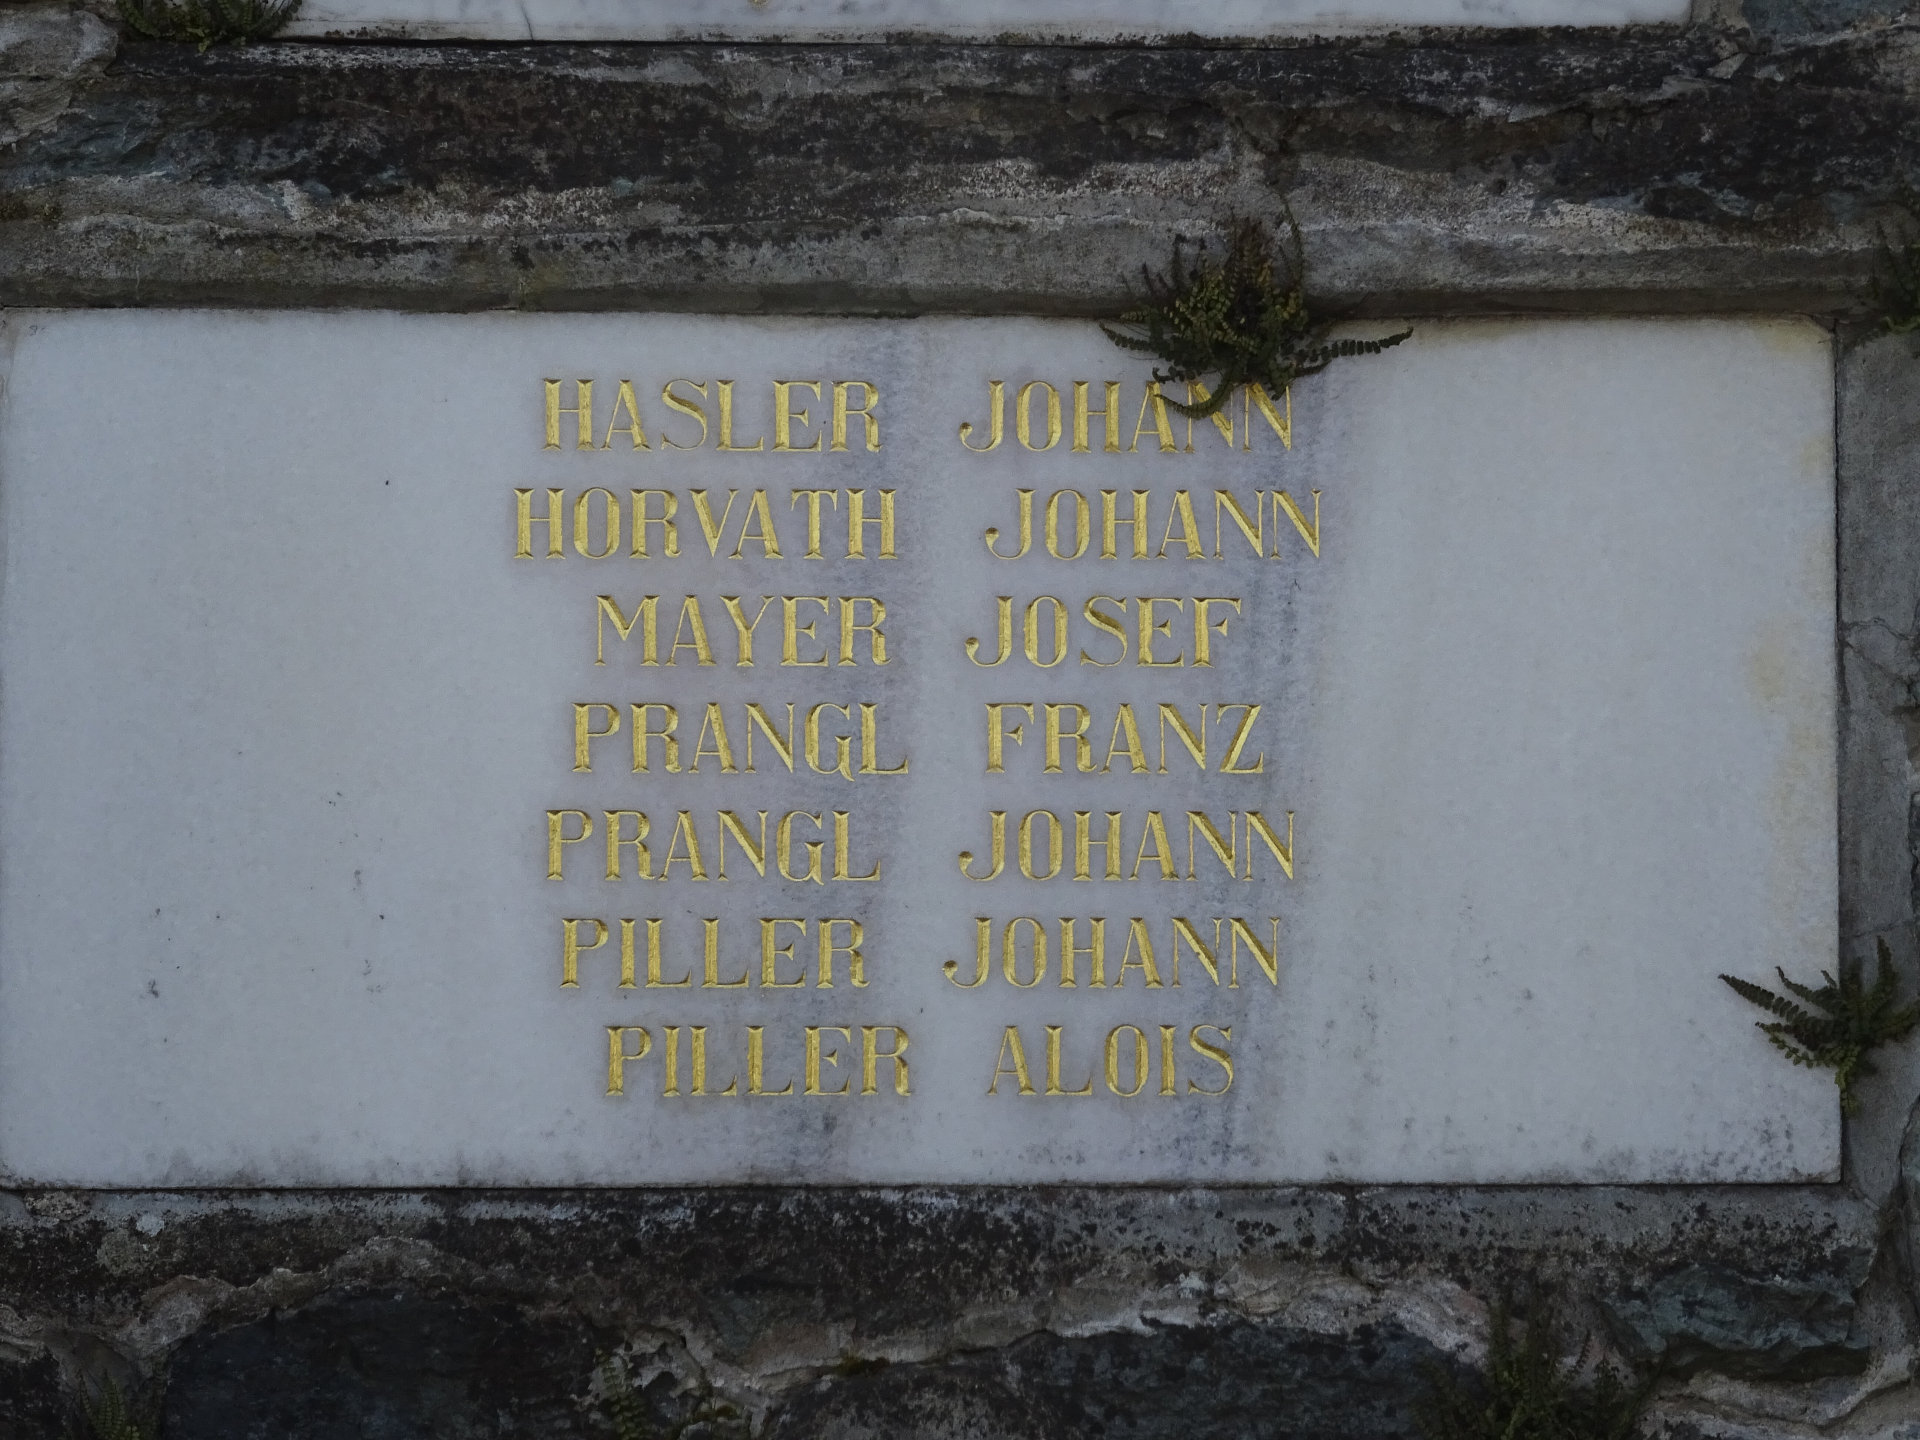 HASLER JOHANN
HORVATH JOHANN
MAYER JOSEF
PRANGL FRANZ
PRANGL JOHANN
PILLER JOHANN
PILLER ALOIS